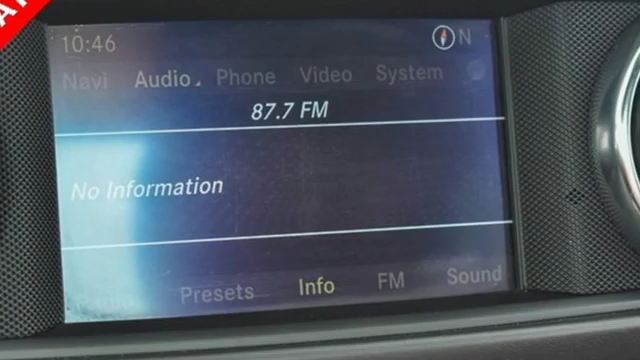 10:46 N
Navi Audio Phone Video System
87.7 FM
No Information
Presets Info FM Sound